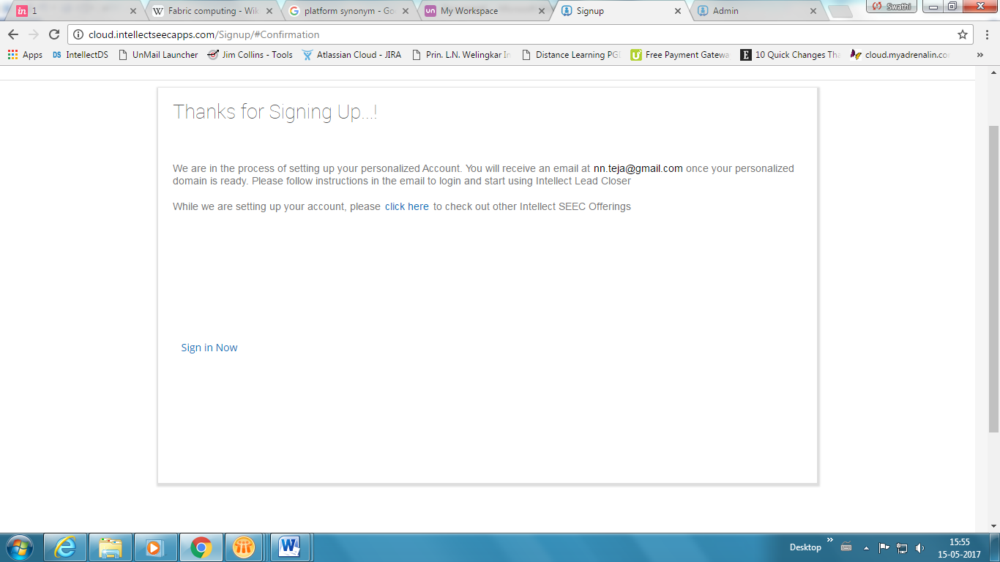 1
Fabric computing - Wik
platform synonym - Go
My Workspace
Signup
Admin
Swathi
cloud.intellectseecapps.com/Signup/#Confirmation
Apps
DS IntellectDS
UnMail Launcher
Jim Collins - Tools
Atlassian Cloud - JIRA
Prin. L.N. Welingkar In
Distance Learning PGD
Free Payment Gatewa
10 Quick Changes Tha
cloud.myadrenalin.com
Thanks for Signing Up...!
We are in the process of setting up your personalized Account. You will receive an email at nn.teja@gmail.com once your personalized
domain is ready. Please follow instructions in the email to login and start using Intellect Lead Closer
While we are setting up your account, please click here to check out other Intellect SEEC Offerings
Sign in Now
Desktop
15:55
15-05-2017